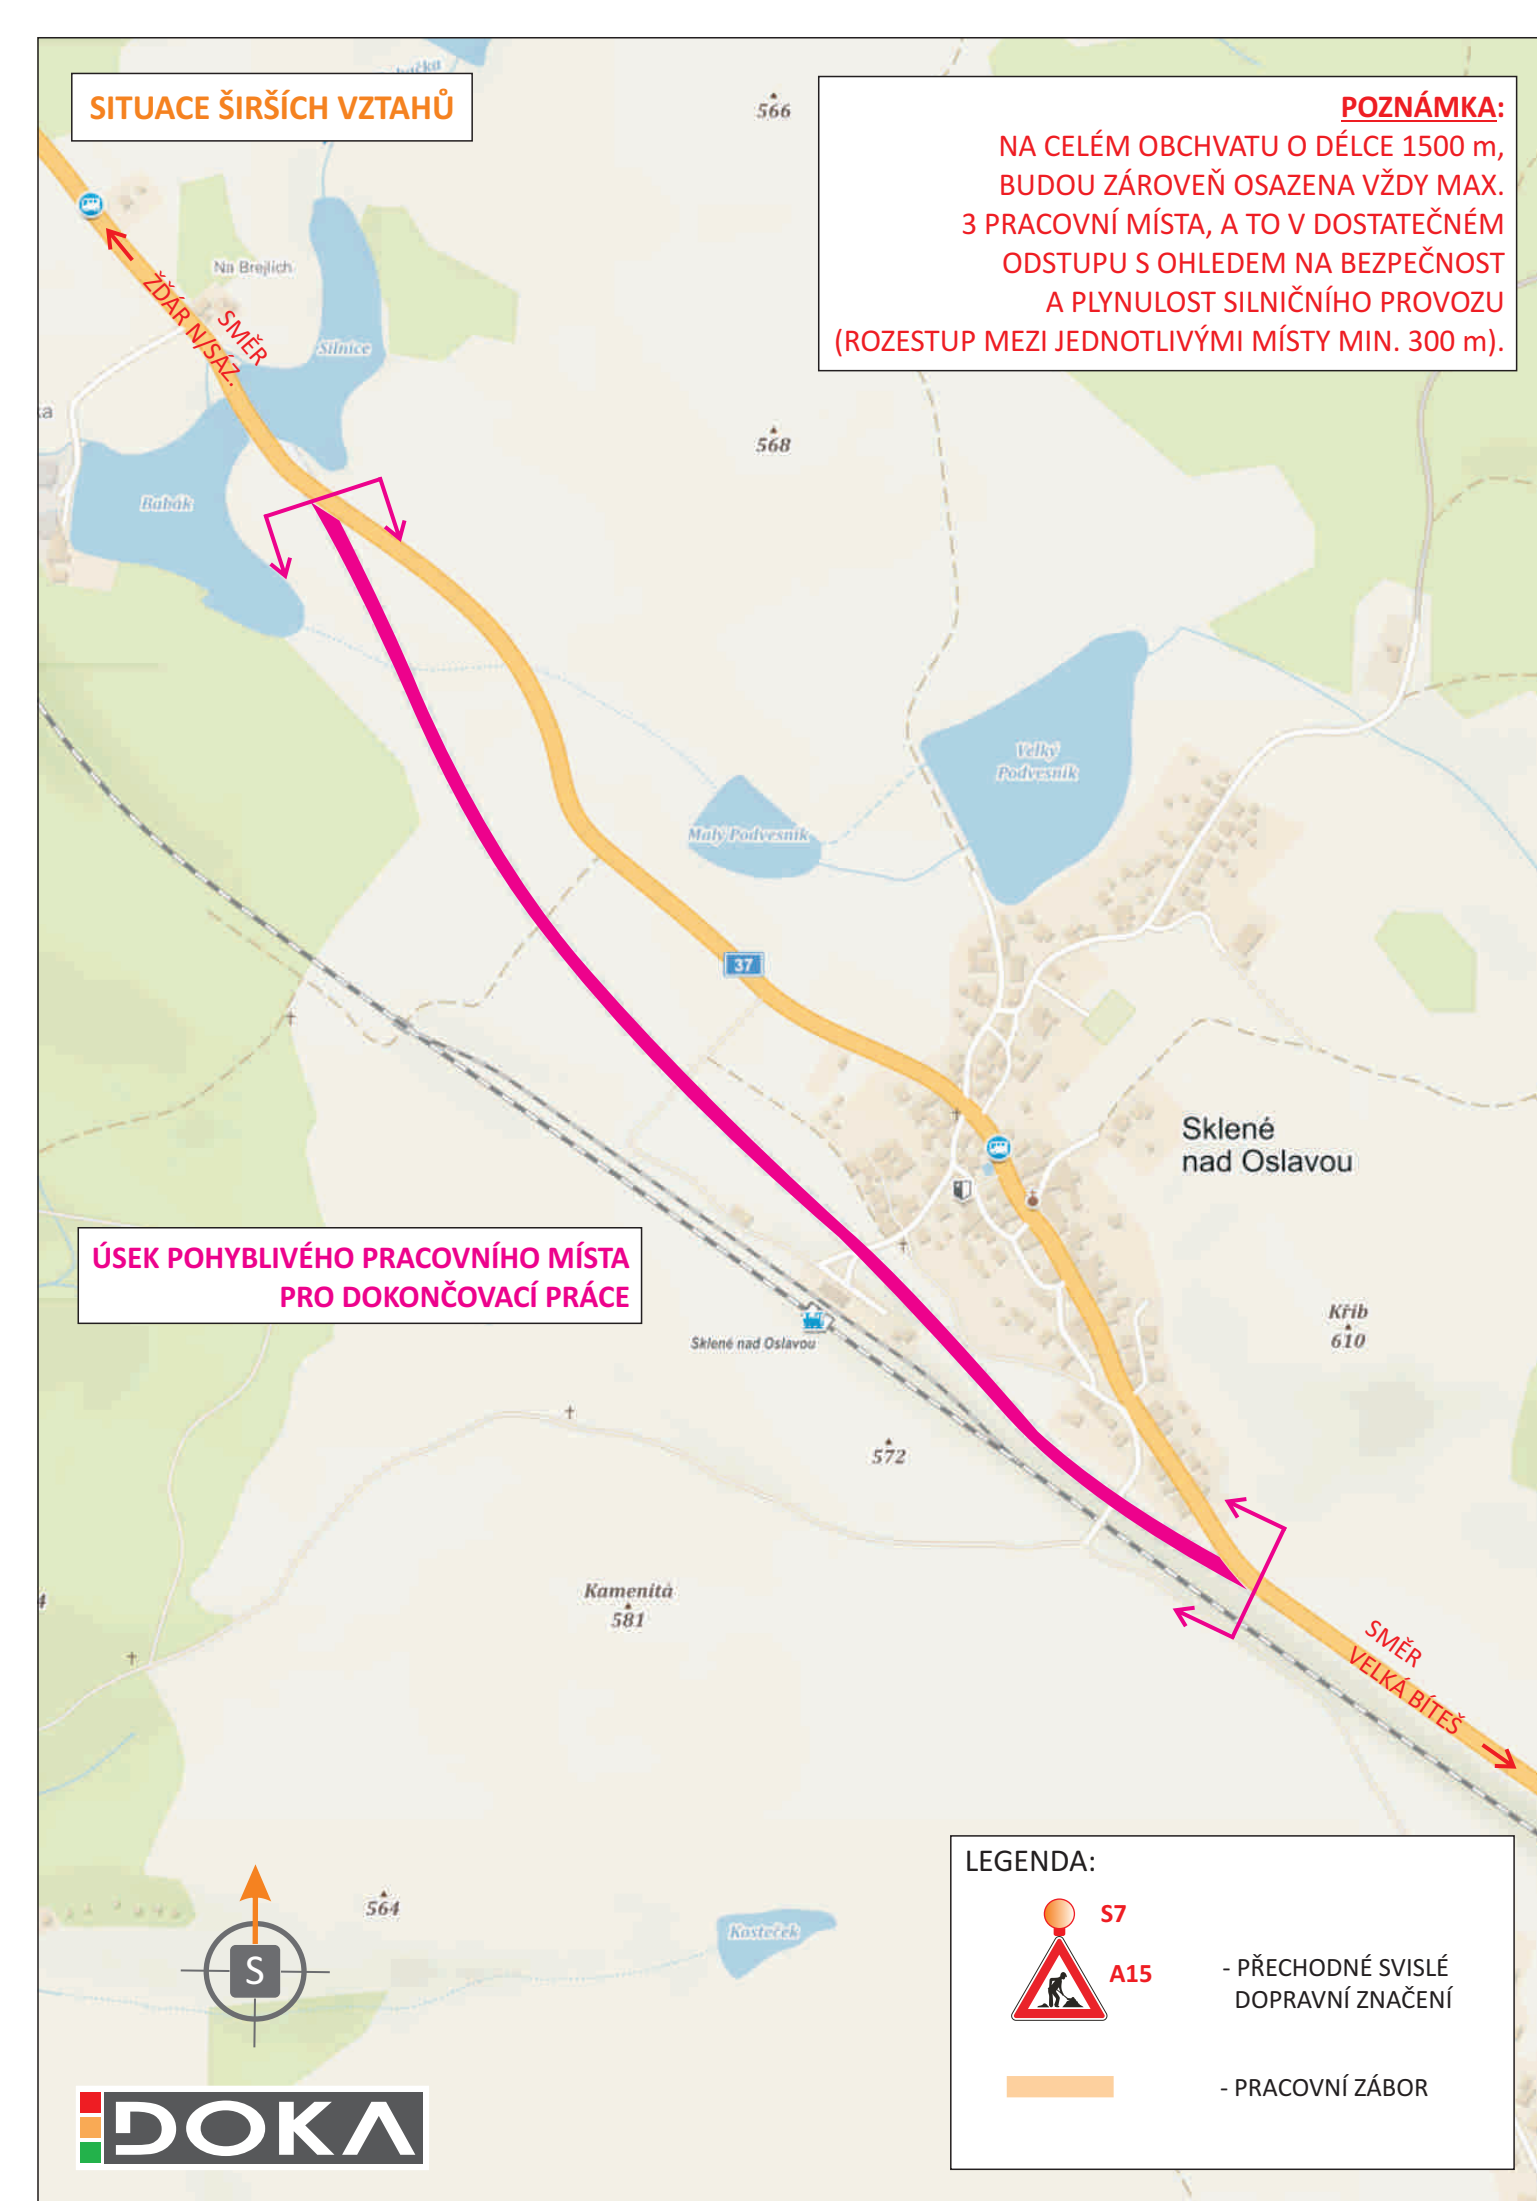 SITUACE ŠIRŠÍCH VZTAHŮ
POZNÁMKA:
NA CELÉM OBCHVATU O DÉLCE 1500 m,
BUDOU ZÁROVEŇ OSAZENA VŽDY MAX.
3 PRACOVNÍ MÍSTA, A TO V DOSTATEČNÉM
ODSTUPU S OHLEDEM NA BEZPEČNOST
A PLYNULOST SILNIČNÍHO PROVOZU
(ROZESTUP MEZI JEDNOTLIVÝMI MÍSTY MIN. 300 m).
566
Na Brejlích
SMĚR
ŽĎÁR N/SÁZ.
Silnice
568
Babák
Velký
Podvesník
Malý Podvesník
37
Sklené
nad Oslavou
ÚSEK POHYBLIVÉHO PRACOVNÍHO MÍSTA
PRO DOKONČOVACÍ PRÁCE
Sklené nad Oslavou
Křib
610
572
Kamenitá
581
SMĚR
VELKÁ BÍTEŠ
564
Kosteček
S
LEGENDA:
S7
A15
- PŘECHODNÉ SVISLÉ
DOPRAVNÍ ZNAČENÍ
- PRACOVNÍ ZÁBOR
DOKA